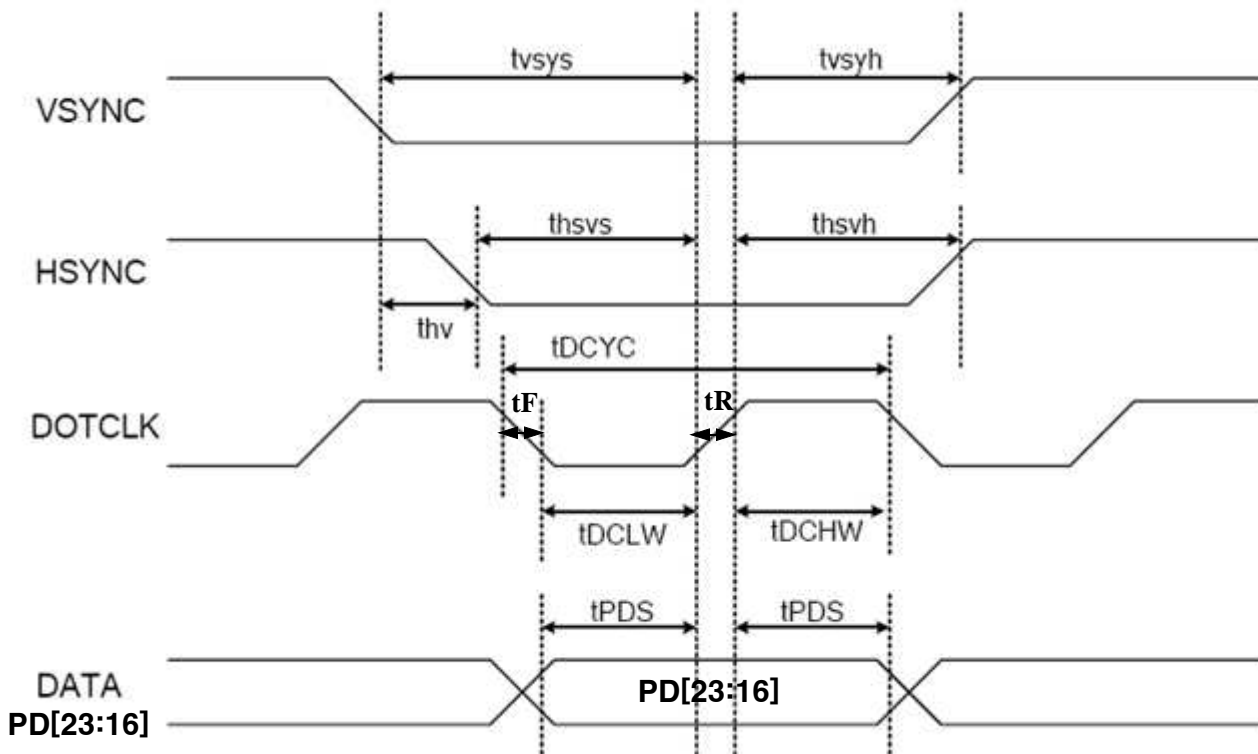 tvsys tvsyh
VSYNC
thsvs thsvh
HSYNC
thv
tDCYC
tF tR
DOTCLK
tDCLW tDCHW
tPDS tPDS
DATA PD[23:16]
PD[23:16]